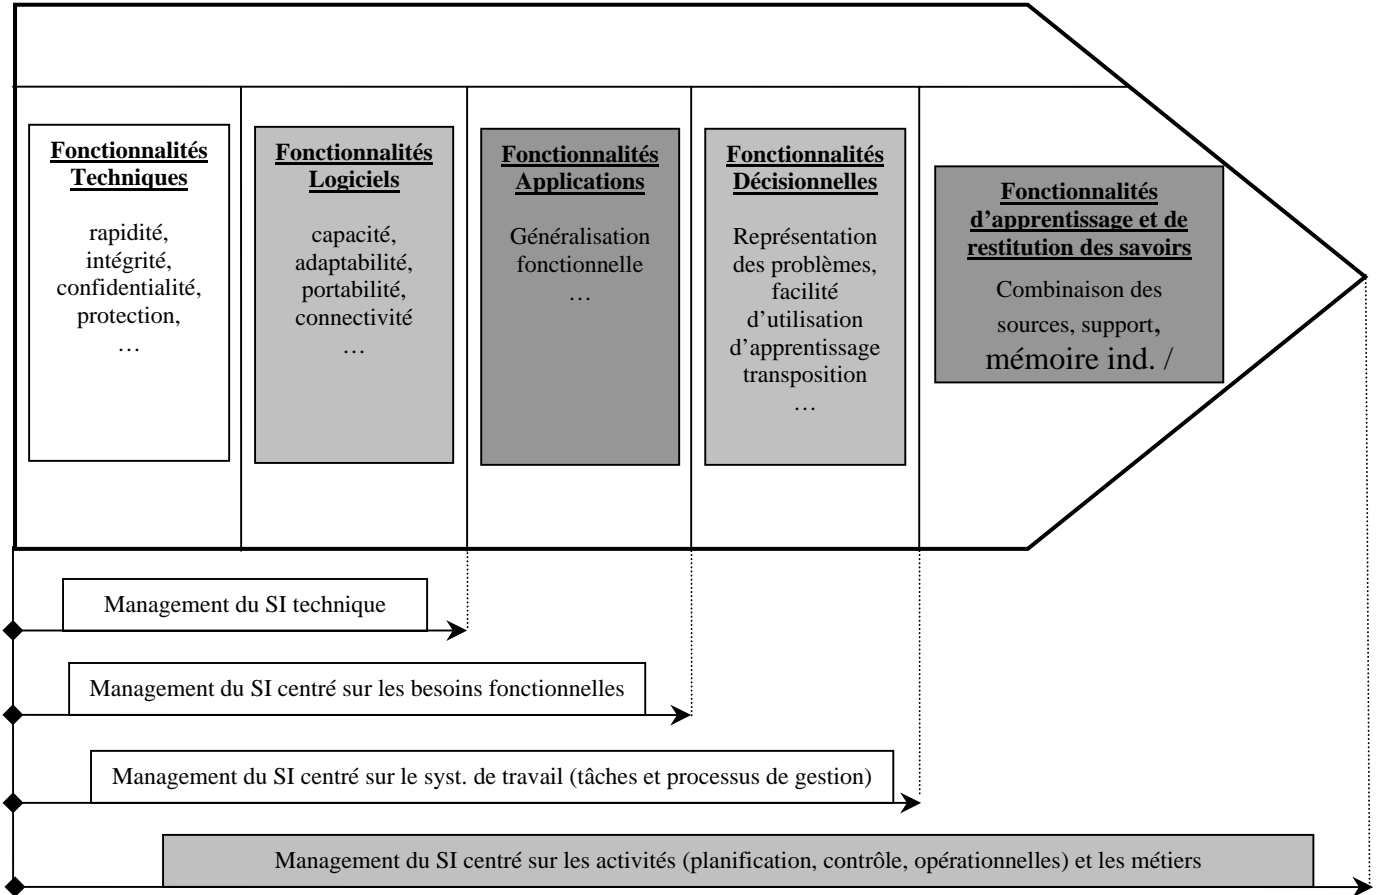 Fonctionnalités
Techniques
rapidité,
intégrité,
confidentialité,
protection,
…
Fonctionnalités
Logiciels
capacité,
adaptabilité,
portabilité,
connectivité
…
Fonctionnalités
Applications
Généralisation
fonctionnelle
…
Fonctionnalités
Décisionnelles
Représentation
des problèmes,
facilité
d’utilisation
d’apprentissage
transposition
…
Fonctionnalités
d’apprentissage et de
restitution des savoirs
Combinaison des
sources, support,
mémoire ind. /
Management du SI technique
Management du SI centré sur les besoins fonctionnelles
Management du SI centré sur le syst. de travail (tâches et processus de gestion)
Management du SI centré sur les activités (planification, contrôle, opérationnelles) et les métiers